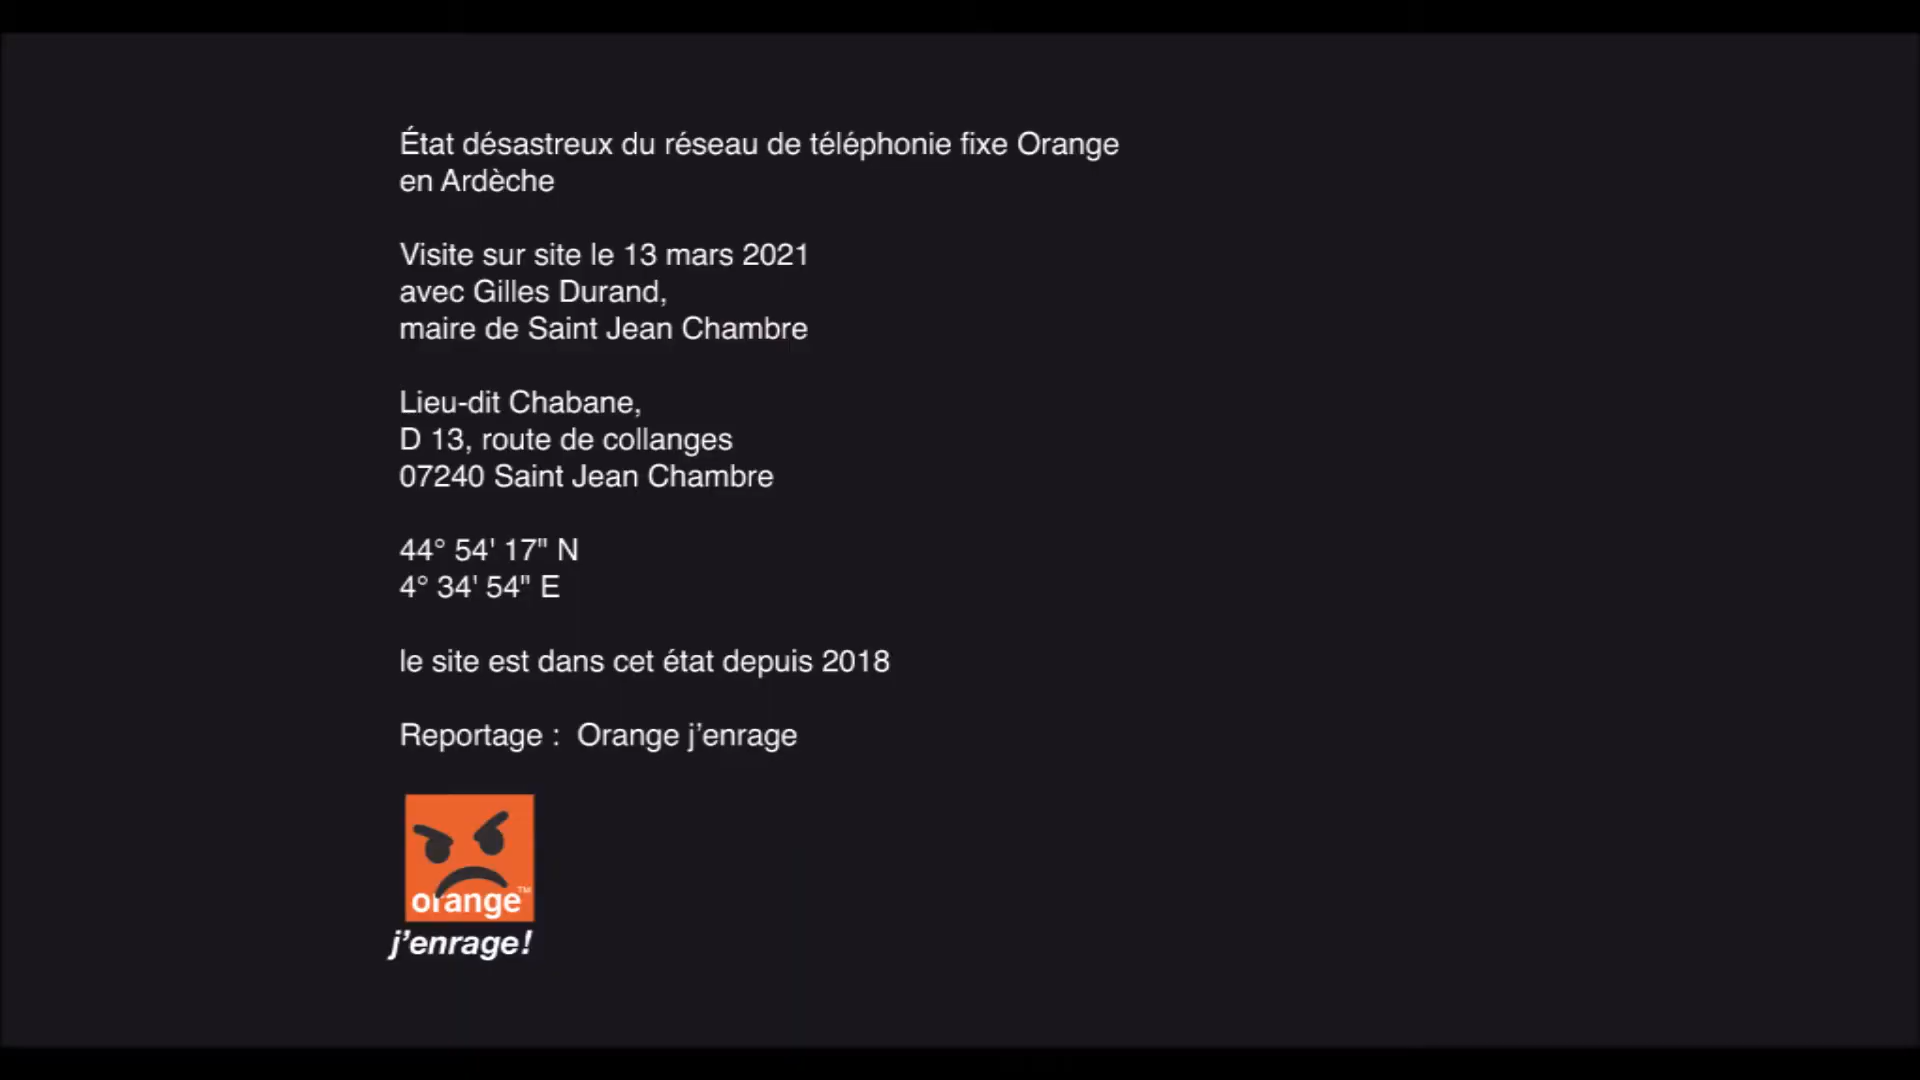 État désastreux du réseau de téléphonie fixe Orange
en Ardèche
Visite sur site le 13 mars 2021
avec Gilles Durand,
maire de Saint Jean Chambre
Lieu-dit Chabane,
D 13, route de collanges
07240 Saint Jean Chambre
44° 54' 17" N
4° 34' 54" E
le site est dans cet état depuis 2018
Reportage :  Orange j’enrage
orange™
j’enrage!